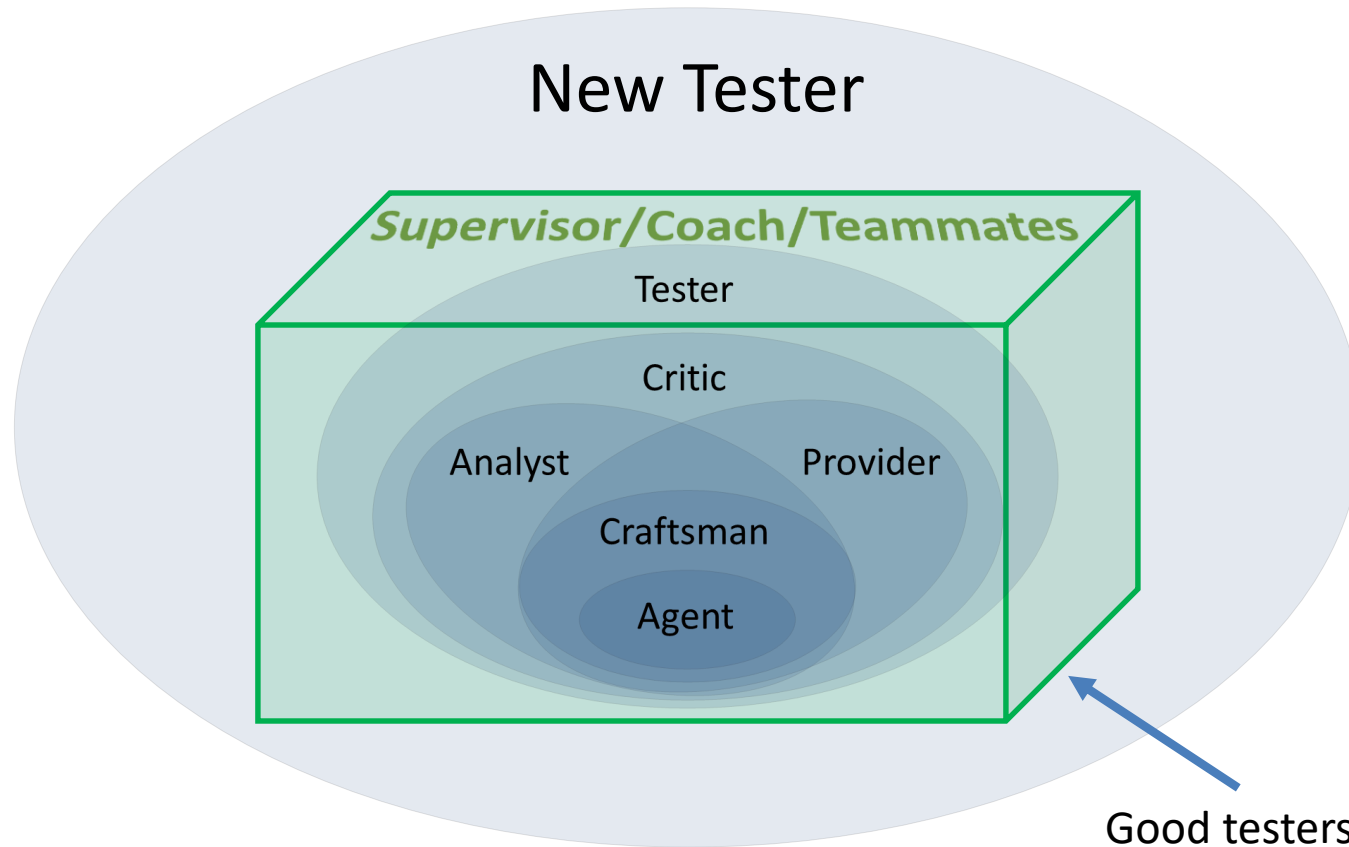 New Tester
Supervisor/Coach/Teammates
Tester
Critic
Analyst
Provider
Craftsman
Agent
Good testers